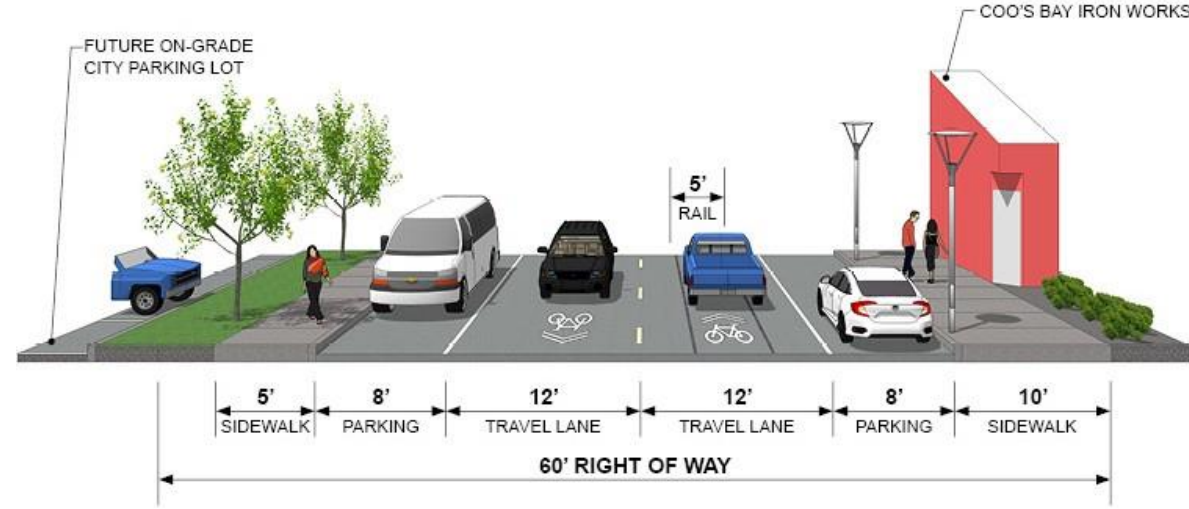 COO'S BAY IRON WORKS
FUTURE ON-GRADE
CITY PARKING LOT
5'
RAIL
5'
SIDEWALK
8'
PARKING
12'
TRAVEL LANE
12'
TRAVEL LANE
8'
PARKING
10'
SIDEWALK
60' RIGHT OF WAY